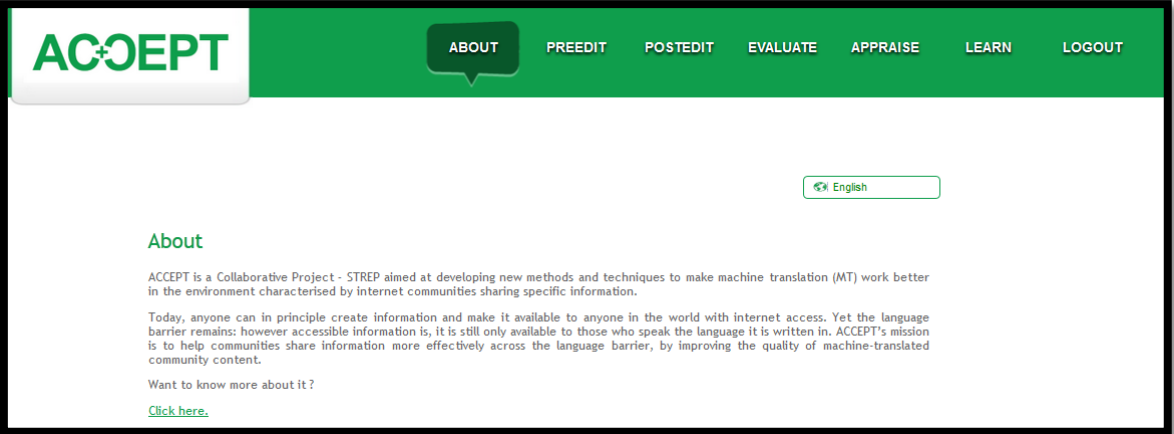 ACCEPT
ABOUT PREEDIT POSTEDIT EVALUATE APPRAISE LEARN LOGOUT
English
About
ACCEPT is a Collaborative Project - STREP aimed at developing new methods and techniques to make machine translation (MT) work better
in the environment characterised by internet communities sharing specific information.
Today, anyone can in principle create information and make it available to anyone in the world with internet access. Yet the language
barrier remains: however accessible information is, it is still only available to those who speak the language it is written in. ACCEPT's mission
is to help communities share information more effectively across the language barrier, by improving the quality of machine-translated
community content.
Want to know more about it ?
Click here.